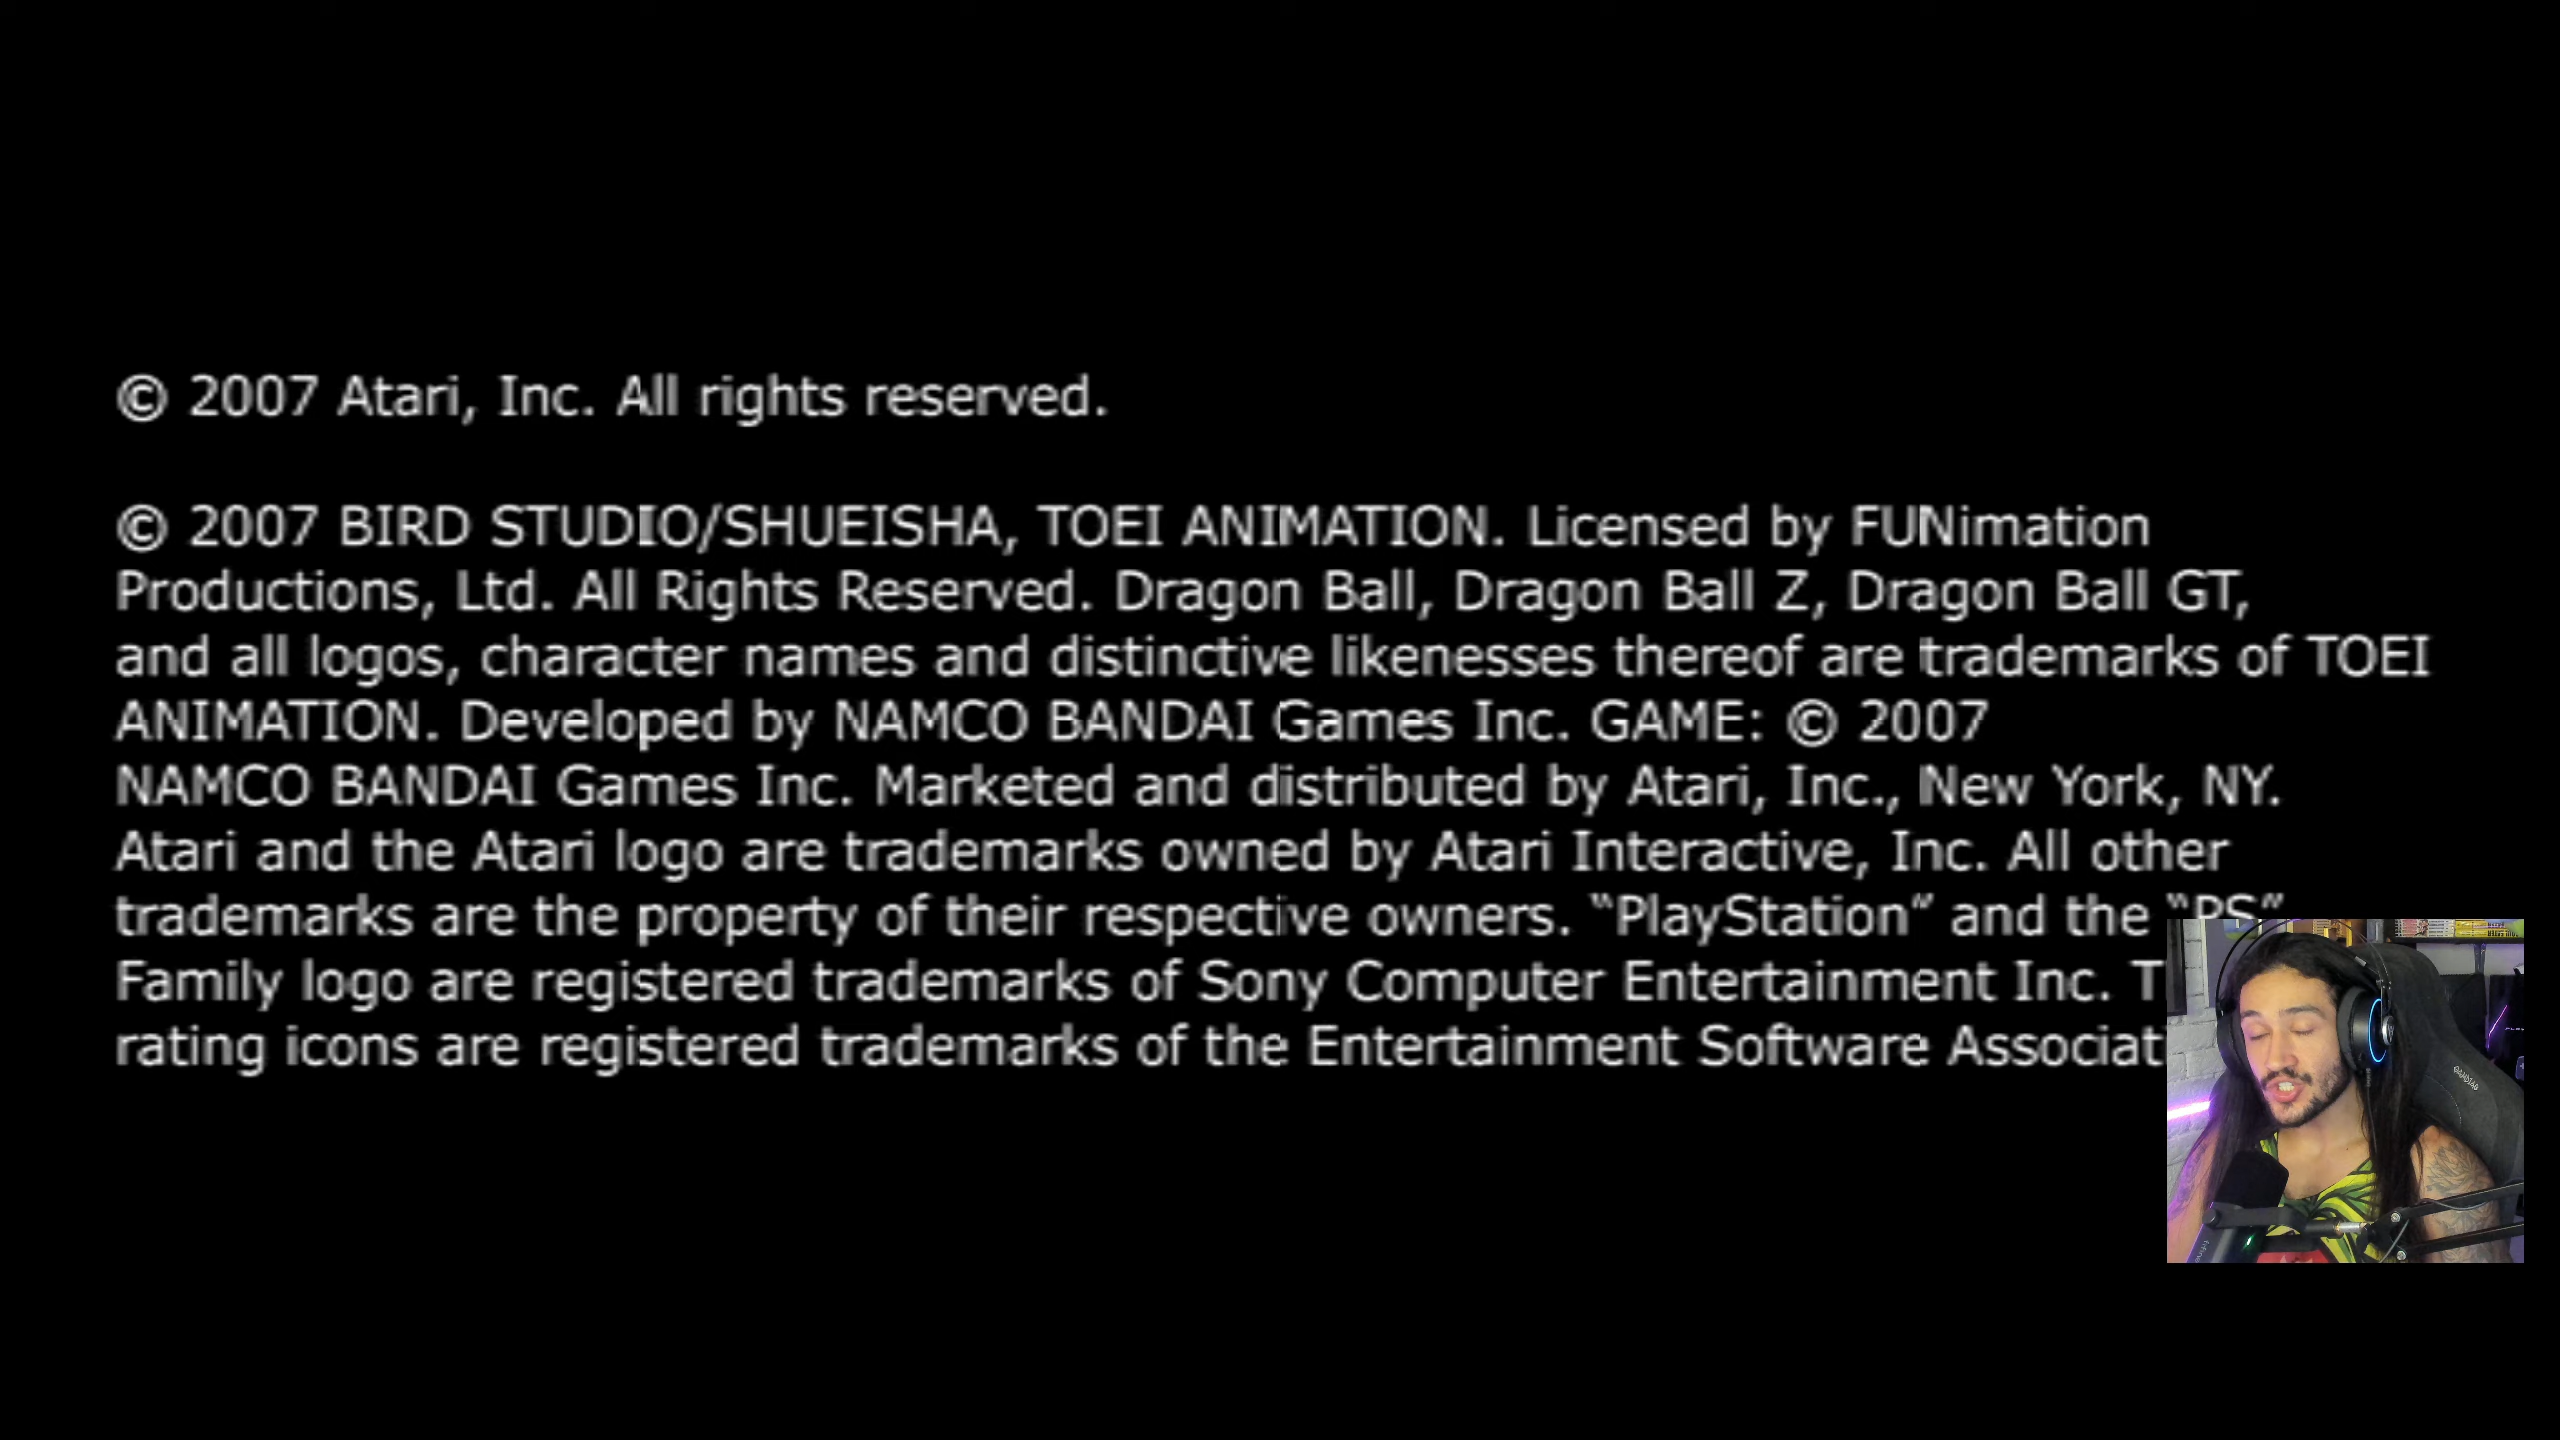 © 2007 Atari, Inc. All rights reserved.
© 2007 BIRD STUDIO/SHUEISHA, TOEI ANIMATION. Licensed by FUNimation
Productions, Ltd. All Rights Reserved. Dragon Ball, Dragon Ball Z, Dragon Ball GT,
and all logos, character names and distinctive likenesses thereof are trademarks of TOEI
ANIMATION. Developed by NAMCO BANDAI Games Inc. GAME: © 2007
NAMCO BANDAI Games Inc. Marketed and distributed by Atari, Inc., New York, NY.
Atari and the Atari logo are trademarks owned by Atari Interactive, Inc. All other
trademarks are the property of their respective owners. “PlayStation” and the “PS”
Family logo are registered trademarks of Sony Computer Entertainment Inc.
rating icons are registered trademarks of the Entertainment Software